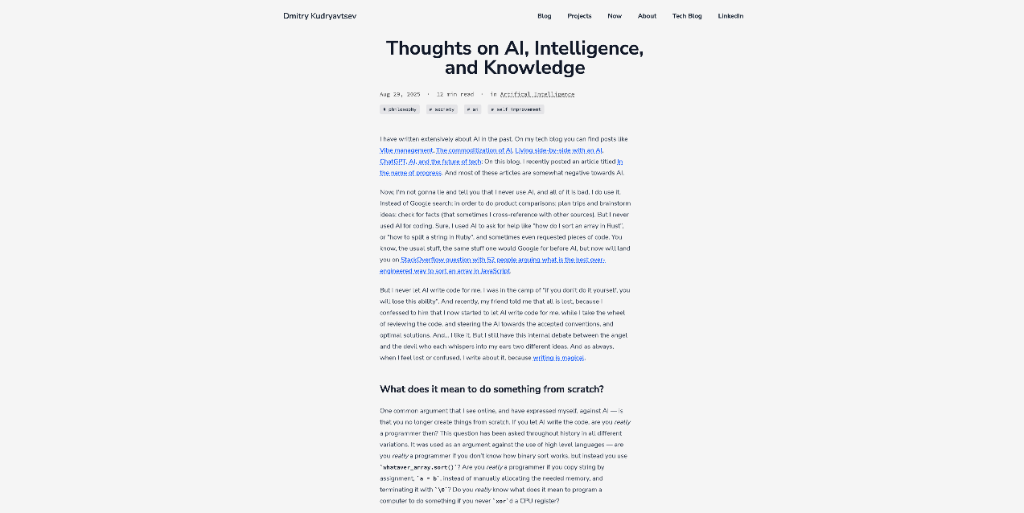 Dmitry Kudryavtsev
Blog Projects Now About Tech Blog LinkedIn
Thoughts on AI, Intelligence,
and Knowledge
Aug 29, 2025 · 12 min read · in Artifical Intelligence
# philosophy # society # ai # self improvement
I have written extensively about AI in the past. On my tech blog you can find posts like
Vibe management, The commoditization of AI, Living side-by-side with an AI,
ChatGPT, AI, and the future of tech. On this blog, I recently posted an article titled In
the name of progress. And most of these articles are somewhat negative towards AI.
Now, I'm not gonna lie and tell you that I never use AI, and all of it is bad. I do use it.
Instead of Google search; in order to do product comparisons; plan trips and brainstorm
ideas; check for facts (that sometimes I cross-reference with other sources). But I never
used AI for coding. Sure, I used AI to ask for help like "how do I sort an array in Rust",
or "how to split a string in Ruby", and sometimes even requested pieces of code. You
know, the usual stuff, the same stuff one would Google for before AI, but now will land
you on StackOverflow question with 52 people arguing what is the best over-
engineered way to sort an array in JavaScript.
But I never let AI write code for me. I was in the camp of "if you don't do it yourself, you
will lose this ability". And recently, my friend told me that all is lost, because I
confessed to him that I now started to let AI write code for me, while I take the wheel
of reviewing the code, and steering the AI towards the accepted conventions, and
optimal solutions. And... I like it. But I still have this internal debate between the angel
and the devil who each whispers into my ears two different ideas. And as always,
when I feel lost or confused, I write about it, because writing is magical.
What does it mean to do something from scratch?
One common argument that I see online, and have expressed myself, against AI — is
that you no longer create things from scratch. If you let AI write the code, are you really
a programmer then? This question has been asked throughout history in all different
variations. It was used as an argument against the use of high level languages — are
you really a programmer if you don't know how binary sort works, but instead you use
`whatever_array.sort()`? Are you really a programmer if you copy string by
assignment `a = b`, instead of manually allocating the needed memory, and
terminating it with `\0`? Do you really know what does it mean to program a
computer to do something if you never `xor`'d a CPU register?